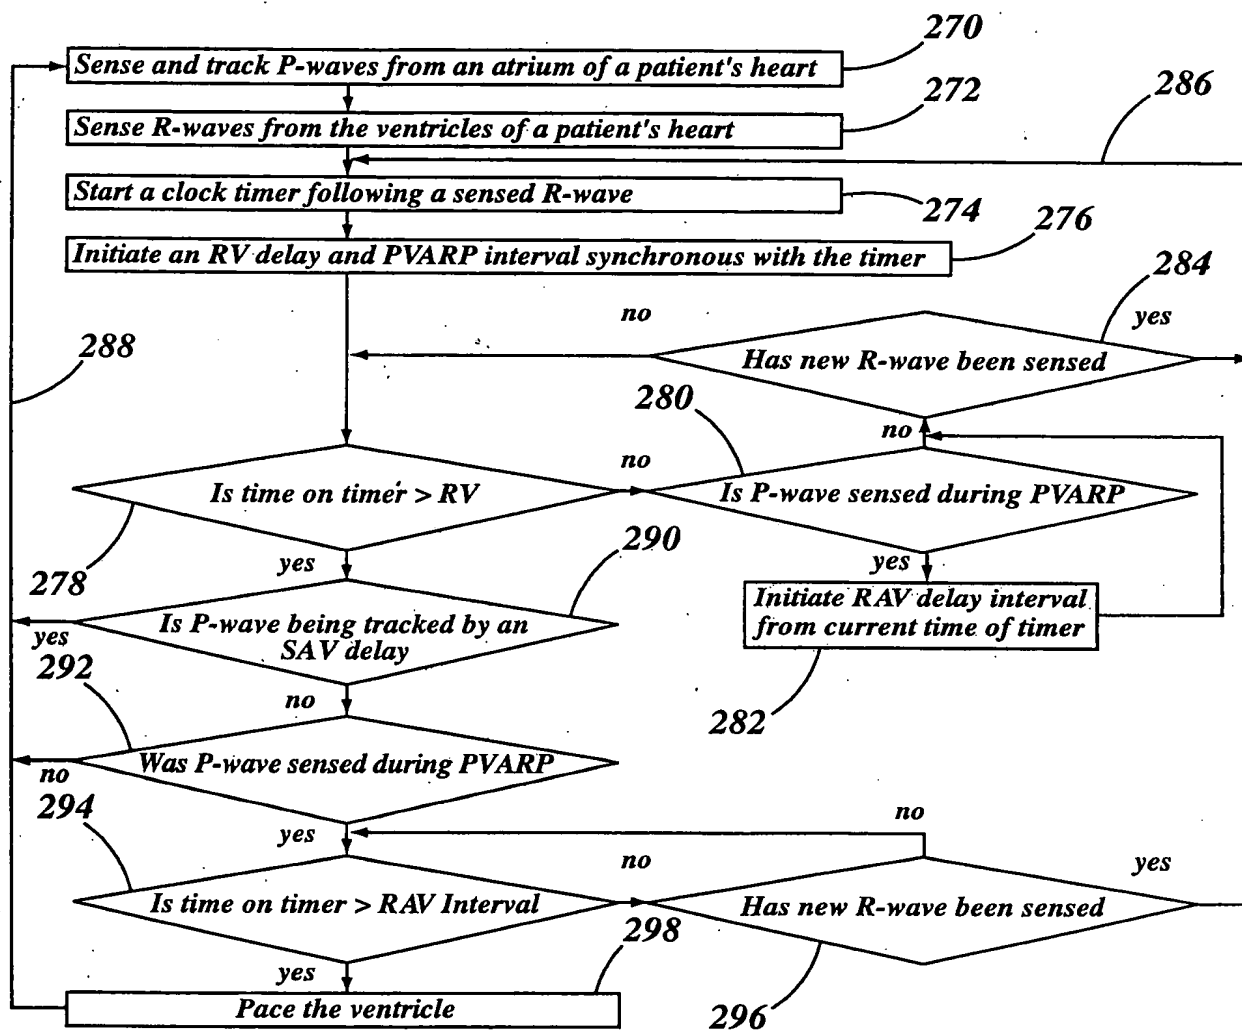 270
Sense and track P-waves from an atrium of a patient's heart
272
286
Sense R-waves from the ventricles of a patient's heart
Start a clock timer following a sensed R-wave
274
276
Initiate an RV delay and PVARP interval synchronous with the timer
284
no
yes
288
Has new R-wave been sensed
280
no
no
Is time on timer > RV
Is P-wave sensed during PVARP
290
yes
yes
278
Initiate RAV delay interval
from current time of timer
Is P-wave being tracked by an
SAV delay
yes
292
no
282
Was P-wave sensed during PVARP
no
294
yes
no
no
yes
Is time on timer > RAV Interval
Has new R-wave been sensed
298
yes
Pace the ventricle
296